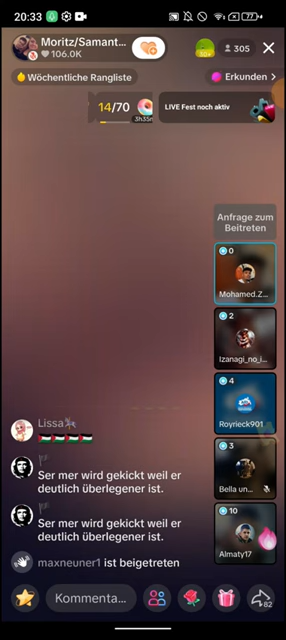 20:33
77
Moritz/Samant...
106.0K
30+
305
Wöchentliche Rangliste
Erkunden >
14/70
3h35m
LIVE Fest noch aktiv
Anfrage zum
Beitreten
0
Mohamed.Z...
2
Izanagi_no_i...
4
Royrieck901
3
Bella un...
10
Almaty17
Lissa
Ser mer wird gekickt weil er
deutlich überlegener ist.
Ser mer wird gekickt weil er
deutlich überlegener ist.
maxneuner1 ist beigetreten
Kommenta...
82